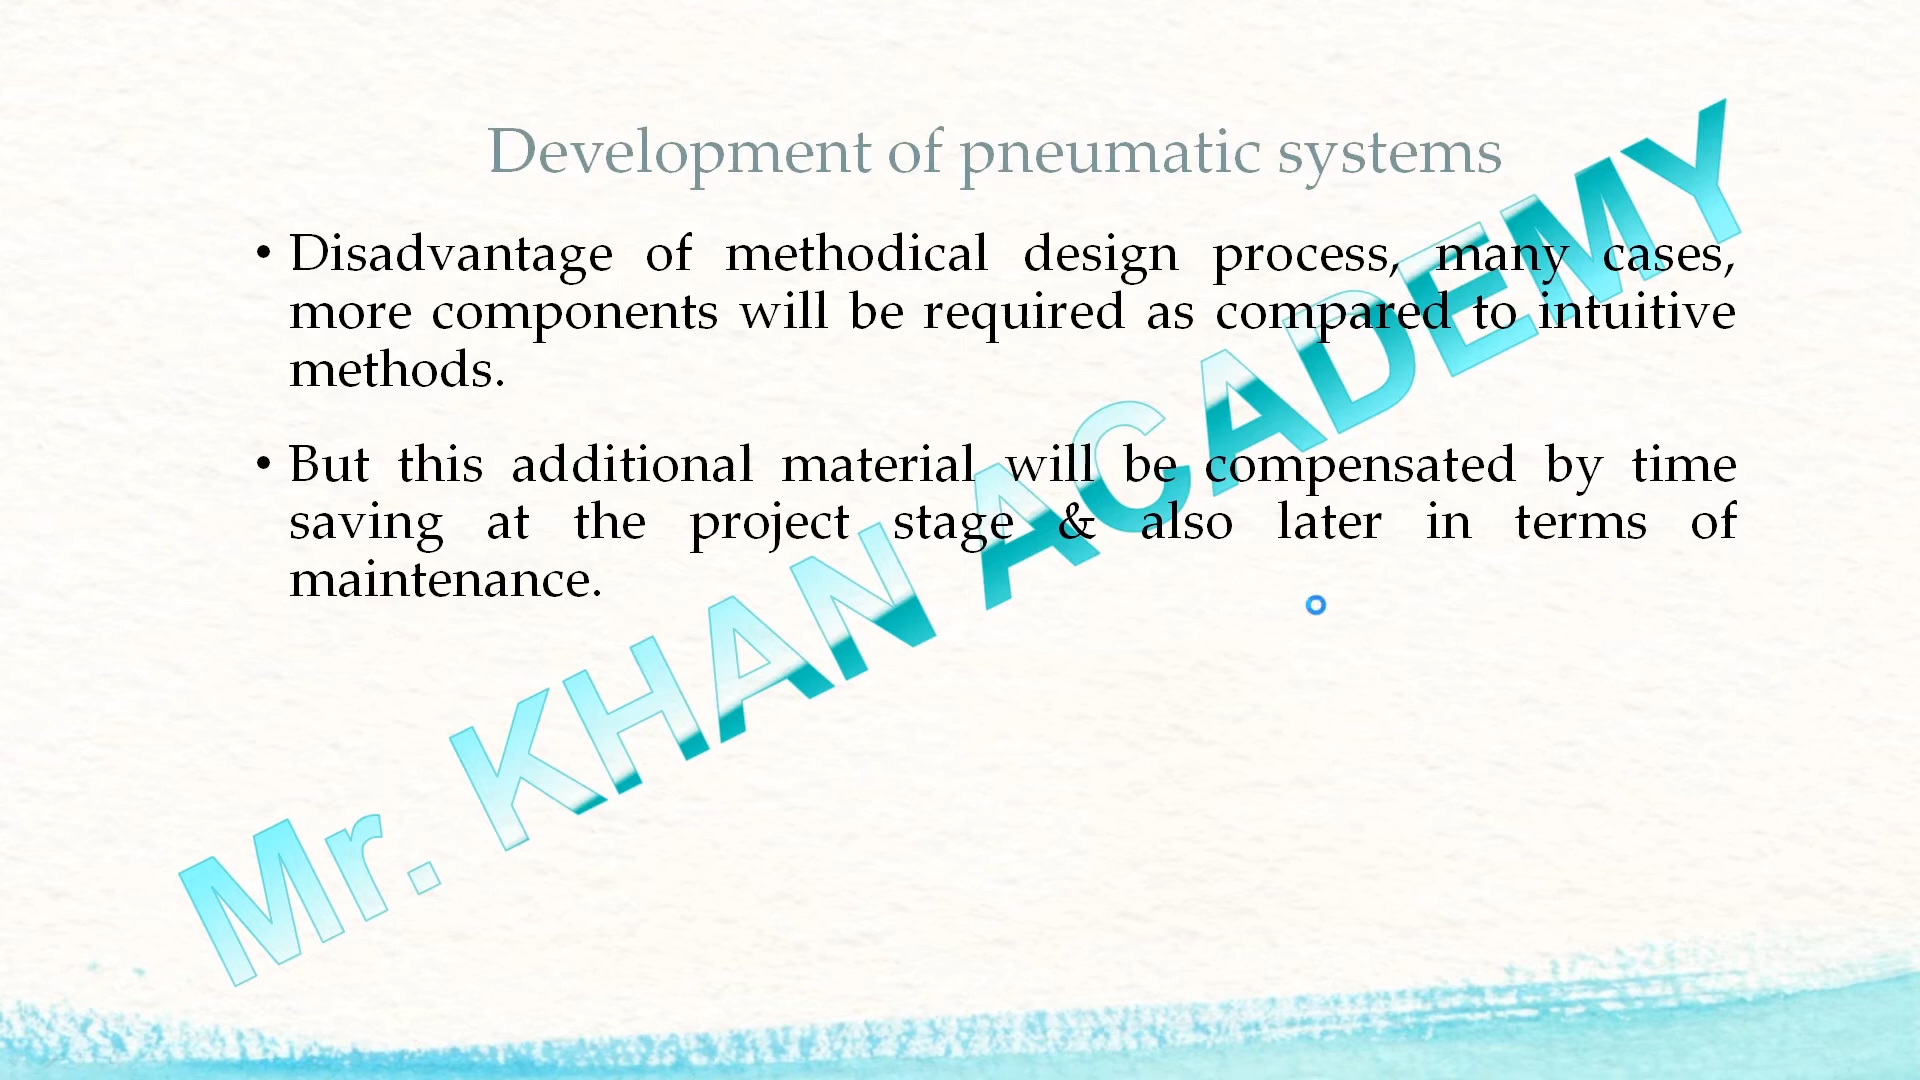 Development of pneumatic systems
• Disadvantage of methodical design process, many cases,
more components will be required as compared to intuitive
methods.
• But this additional material will be compensated by time
saving at the project stage & also later in terms of
maintenance.
Mr. KHAN ACADEMY